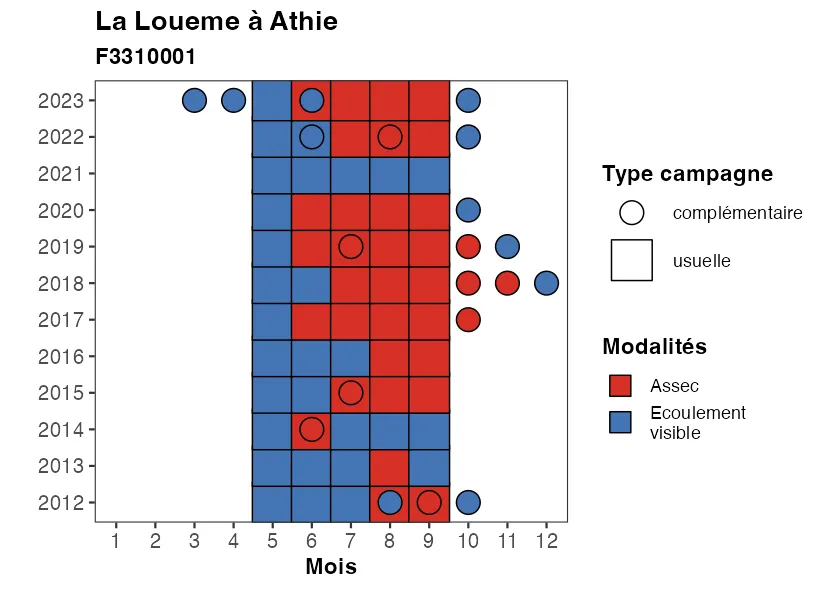 La Loueme à Athie
F3310001
2023
2022
2021
2020
2019
2018
2017
2016
2015
2014
2013
2012
1 2 3 4 5 6 7 8 9 10 11 12
Mois
Type campagne
complémentaire
usuelle
Modalités
Assec
Ecoulement
visible